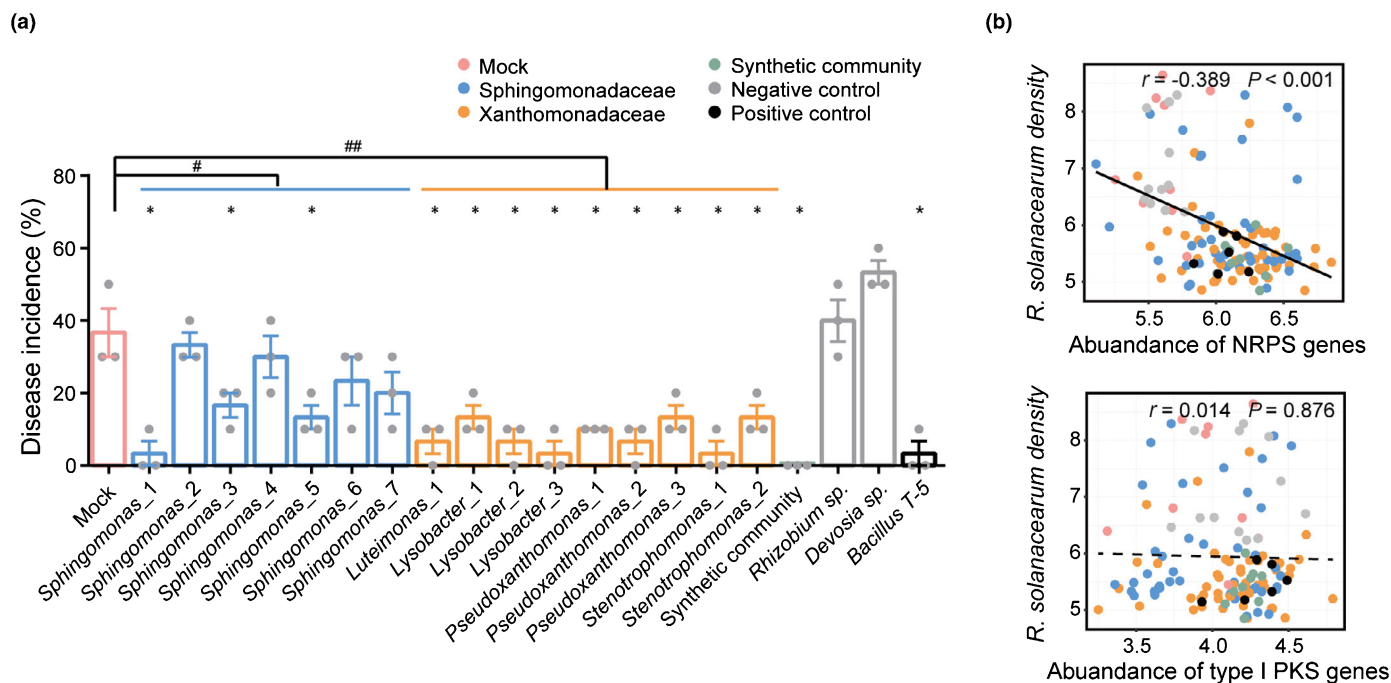 (a)
Mock
Sphingomonadaceae
Xanthomonadaceae
Synthetic community
Negative control
Positive control
##
#
80
60
40
20
0
Disease incidence (%)
* * * * * * * * * * * * * *
Mock
Sphingomonas_1
Sphingomonas_2
Sphingomonas_3
Sphingomonas_4
Sphingomonas_5
Sphingomonas_6
Sphingomonas_7
Luteimonas_1
Lysobacter_1
Lysobacter_2
Lysobacter_3
Pseudoxanthomonas_1
Pseudoxanthomonas_2
Pseudoxanthomonas_3
Stenotrophomonas_1
Stenotrophomonas_2
Synthetic community
Rhizobium sp.
Devosia sp.
Bacillus T-5
(b)
r = -0.389 P < 0.001
8
7
6
5
R. solanacearum density
5.5 6.0 6.5
Abuandance of NRPS genes
r = 0.014 P = 0.876
8
7
6
5
R. solanacearum density
3.5 4.0 4.5
Abuandance of type I PKS genes